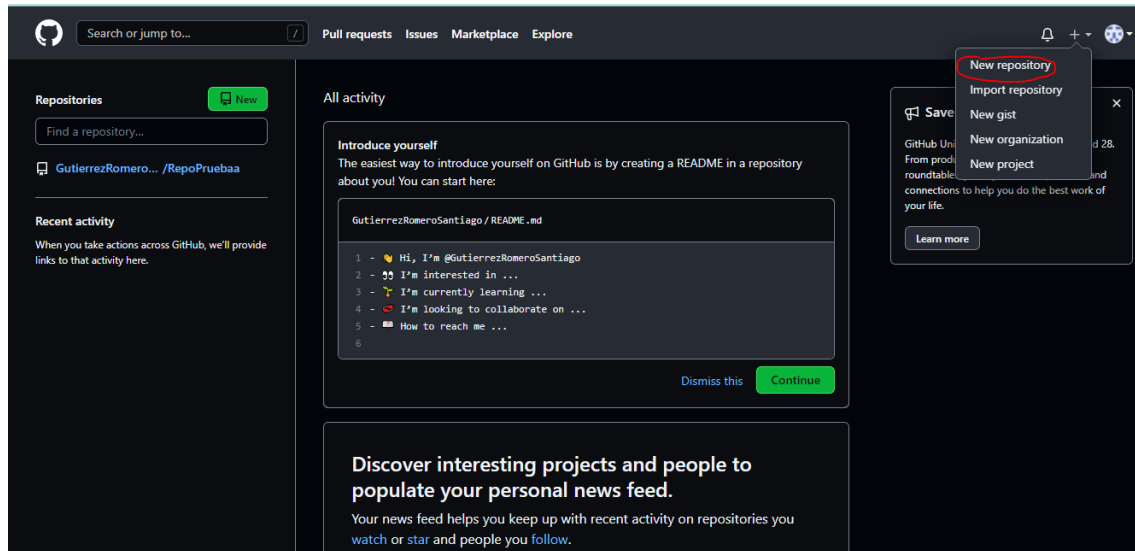 Search or jump to...
/
Pull requests Issues Marketplace Explore
New repository
Import repository
New gist
New organization
New project
Repositories
New
Find a repository...
GutierrezRomero... /RepoPruebaa
Recent activity
When you take actions across GitHub, we'll provide
links to that activity here.
All activity
Introduce yourself
The easiest way to introduce yourself on GitHub is by creating a README in a repository
about you! You can start here:
GutierrezRomeroSantiago/README.md
1 - 👋 Hi, I'm @GutierrezRomeroSantiago
2 - 👀 I'm interested in ...
3 - 🌱 I'm currently learning ...
4 - 💞️ I'm looking to collaborate on ...
5 - 📫 How to reach me ...
6
Dismiss this
Continue
Discover interesting projects and people to
populate your personal news feed.
Your news feed helps you keep up with recent activity on repositories you
watch or star and people you follow.
Save
GitHub 28.
From
and
connections to help you do the best work of
your life.
Learn more